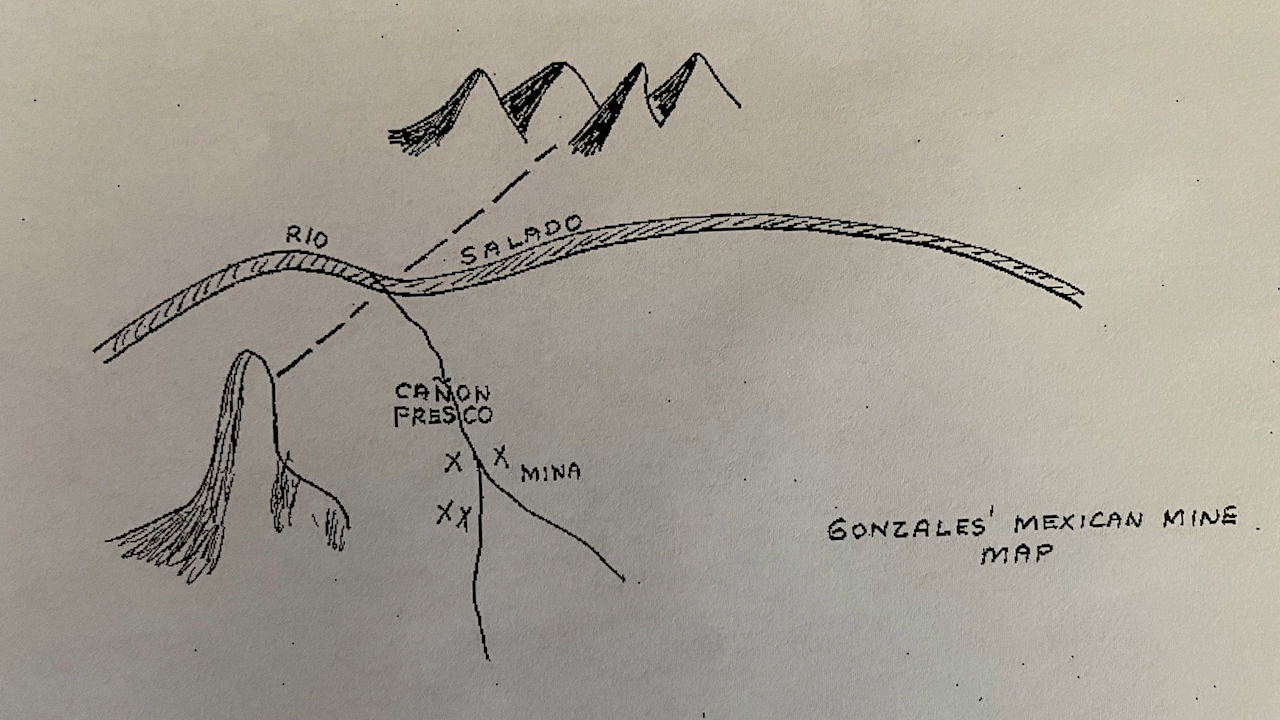 RIO
SALADO
CAÑON
FRESCO
X X MINA
XX
GONZALES' MEXICAN MINE
MAP